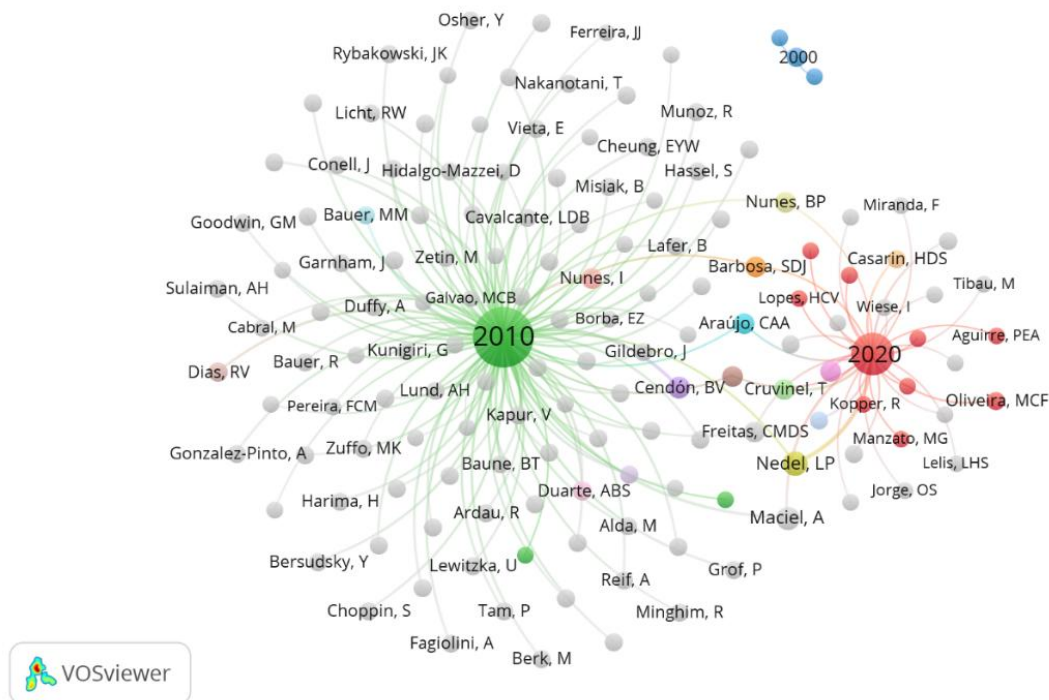 Osher, Y
Ferreira, JJ
2000
Rybakowski, JK
Nakanotani, T
Licht, RW
Munoz, R
Vieta, E
Cheung, EYW
Conell, J
Hidalgo-Mazzei, D
Hassel, S
Misiak, B
Nunes, BP
Miranda, F
Goodwin, GM
Bauer, MM
Cavalcante, LDB
Lafer, B
Zetin, M
Garnham, J
Barbosa, SDJ
Casarin, HDS
Nunes, I
Tibau, M
Sulaiman, AH
Galvao, MCB
Lopes, HCV
Duffy, A
Wiese, I
Borba, EZ
Araújo, CAA
Cabral, M
2010
Aguirre, PEA
Kunigiri, G
Gildebro, J
2020
Bauer, R
Dias, RV
Lund, AH
Cendón, BV
Cruvinel, T
Oliveira, MCF
Pereira, FCM
Kopper, R
Kapur, V
Freitas, CMDS
Manzato, MG
Zuffo, MK
Gonzalez-Pinto, A
Baune, BT
Nedel, LP
Lelis, LHS
Duarte, ABS
Jorge, OS
Harima, H
Ardau, R
Maciel, A
Alda, M
Bersudsky, Y
Lewitzka, U
Grof, P
Reif, A
Choppin, S
Tam, P
Minghim, R
Fagiolini, A
Berk, M
VOSviewer